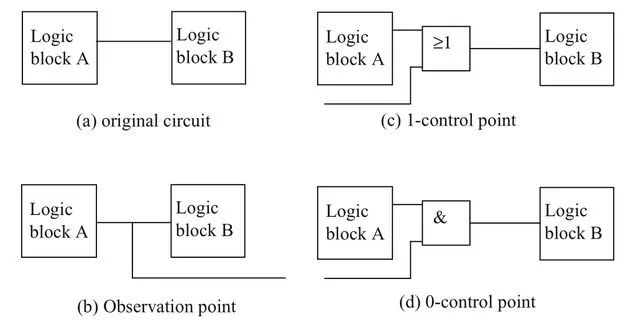 Logic
block A
Logic
block B
(a) original circuit
Logic
block A
≥1
Logic
block B
(c) 1-control point
Logic
block A
Logic
block B
(b) Observation point
Logic
block A
&
Logic
block B
(d) 0-control point